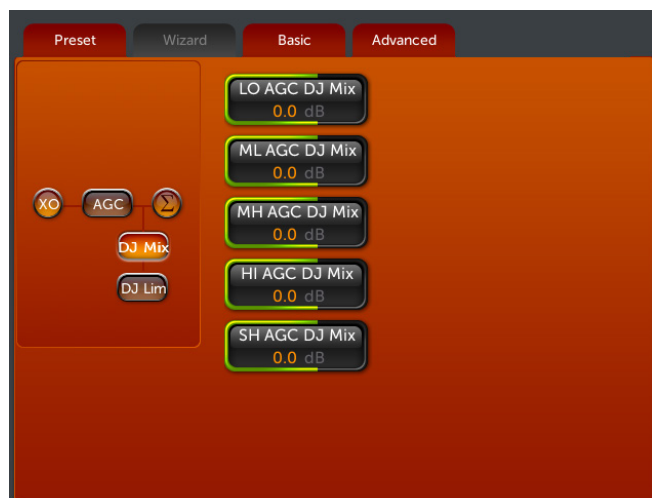 Preset Wizard Basic Advanced
LO AGC DJ Mix
0.0 dB
ML AGC DJ Mix
0.0 dB
XO AGC Σ
MH AGC DJ Mix
0.0 dB
DJ Mix
HI AGC DJ Mix
0.0 dB
DJ Lim
SH AGC DJ Mix
0.0 dB